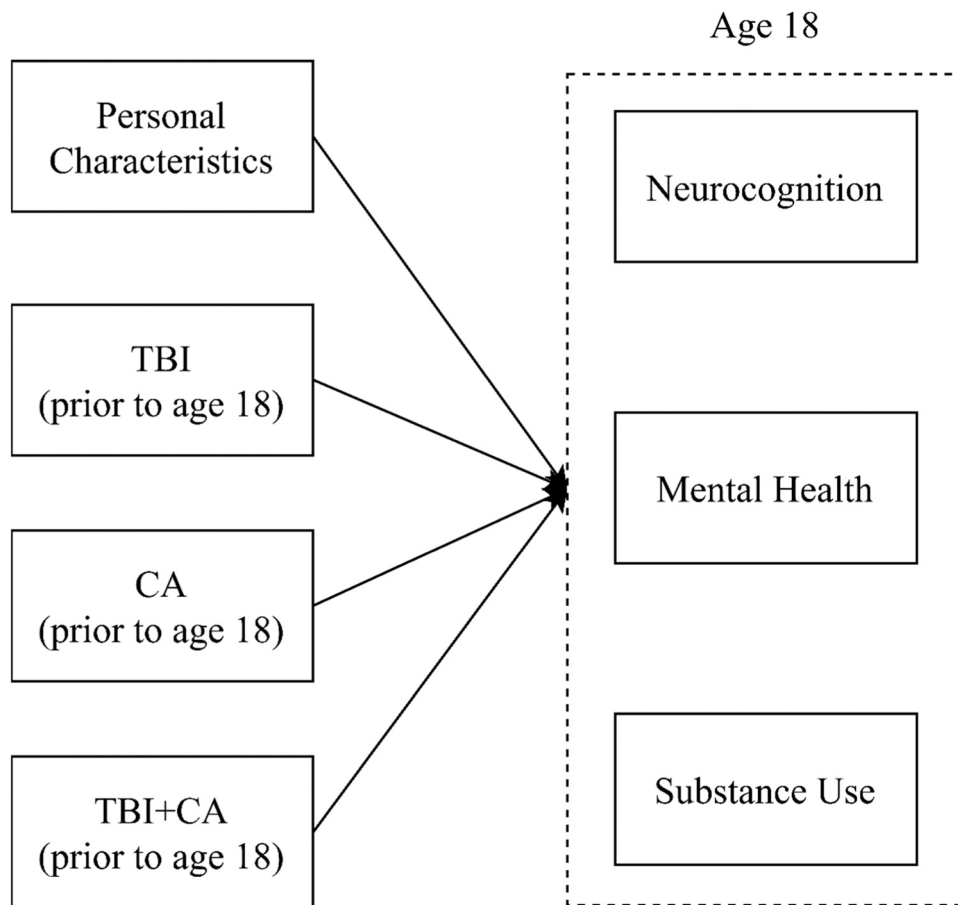 Age 18
Personal
Characteristics
TBI
(prior to age 18)
CA
(prior to age 18)
TBI+CA
(prior to age 18)
Neurocognition
Mental Health
Substance Use